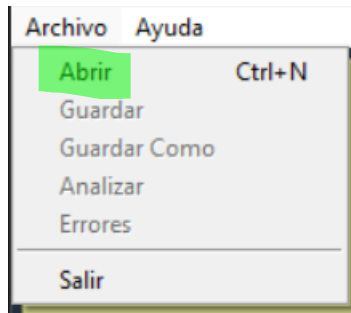 Archivo Ayuda
Abrir Ctrl+N
Guardar
Guardar Como
Analizar
Errores
Salir